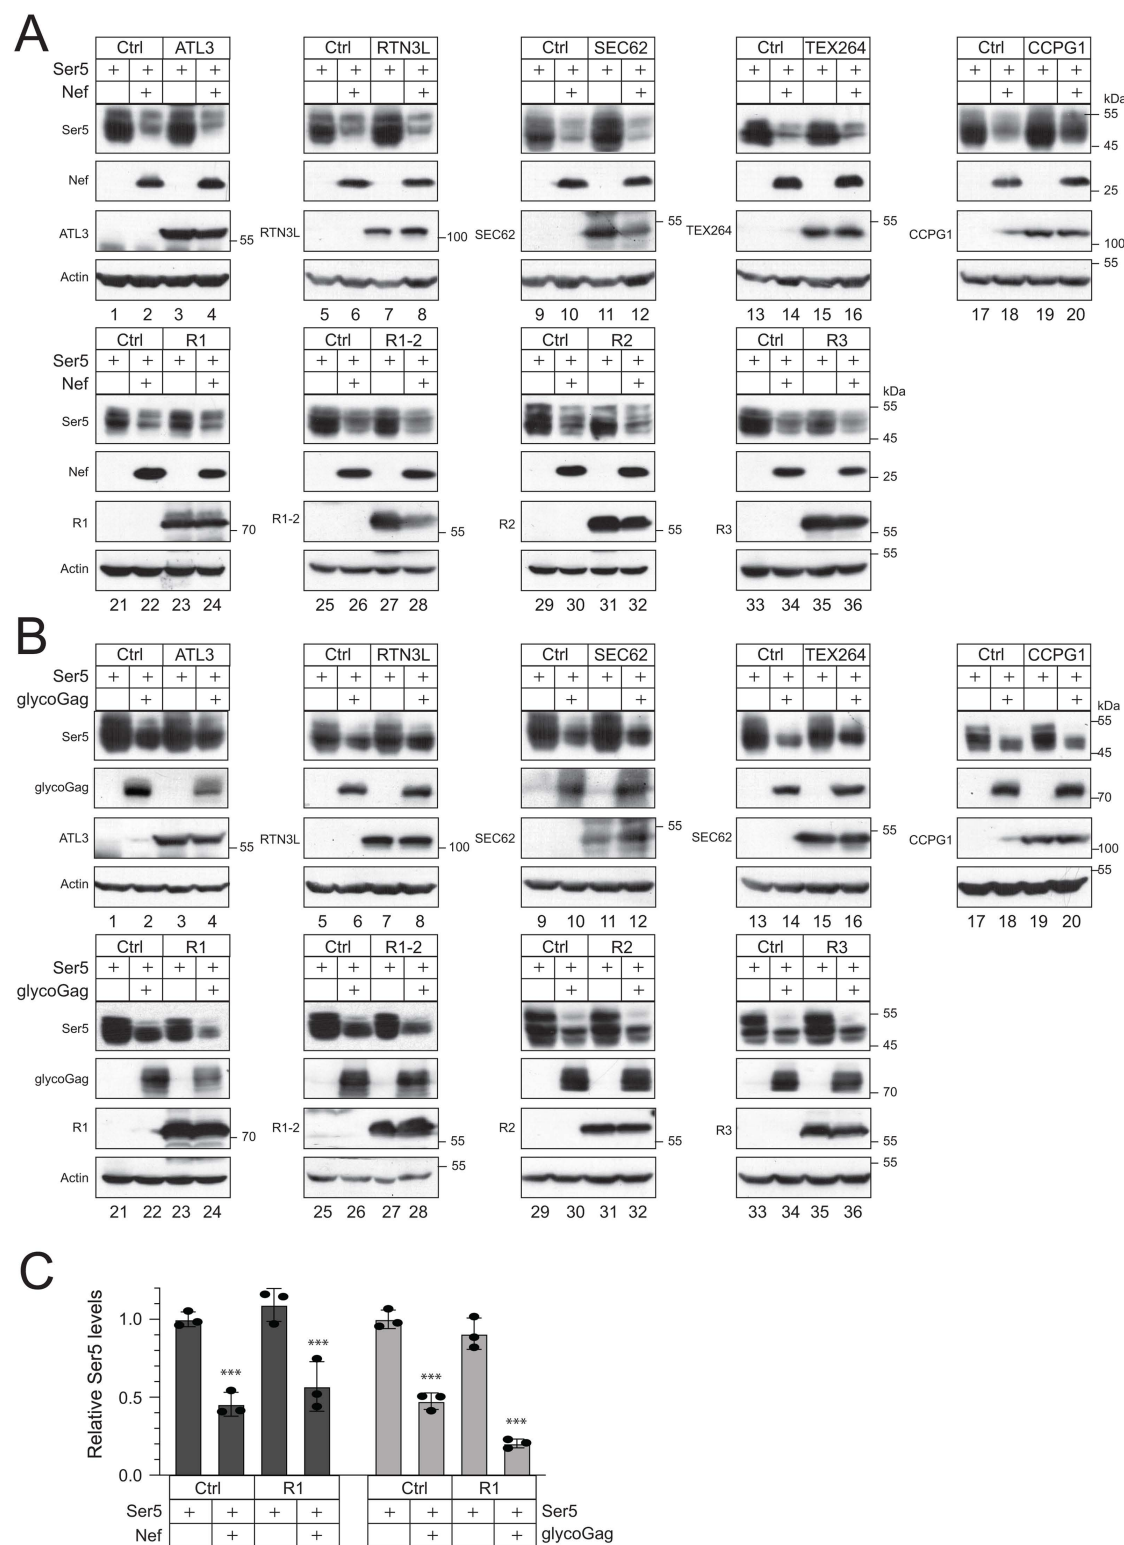 A
Ctrl ATL3 Ctrl RTN3L Ctrl SEC62 Ctrl TEX264 Ctrl CCPG1
Ser5 + + + + + + + + + + + + + + + + + + + +
Nef + + + + + + + + + +
kDa
Ser5 55
45
Nef 25
ATL3 55 RTN3L 100 SEC62 55 TEX264 55 CCPG1 100
Actin 55
1 2 3 4 5 6 7 8 9 10 11 12 13 14 15 16 17 18 19 20
Ctrl R1 Ctrl R1-2 Ctrl R2 Ctrl R3
Ser5 + + + + + + + + + + + + + + + +
Nef + + + + + + + + kDa
Ser5 55
45
Nef 25
R1 70 R1-2 55 R2 55 R3 55
Actin 55
21 22 23 24 25 26 27 28 29 30 31 32 33 34 35 36
B
Ctrl ATL3 Ctrl RTN3L Ctrl SEC62 Ctrl TEX264 Ctrl CCPG1
Ser5 + + + + + + + + + + + + + + + + + + + +
glycoGag + + + + + + + + + +
kDa
Ser5 55
45
glycoGag 70
ATL3 55 RTN3L 100 SEC62 55 SEC62 55 CCPG1 100
Actin 55
1 2 3 4 5 6 7 8 9 10 11 12 13 14 15 16 17 18 19 20
Ctrl R1 Ctrl R1-2 Ctrl R2 Ctrl R3
Ser5 + + + + + + + + + + + + + + + +
glycoGag + + + + + + + +
Ser5 55
45
glycoGag 70
R1 70 R1-2 55 R2 55 R3 55
Actin 55 55
21 22 23 24 25 26 27 28 29 30 31 32 33 34 35 36
C
Relative Ser5 levels
1.0
0.5
0.0
*** *** *** ***
Ctrl R1 Ctrl R1
Ser5 + + + + + + + + Ser5
Nef + + + + glycoGag